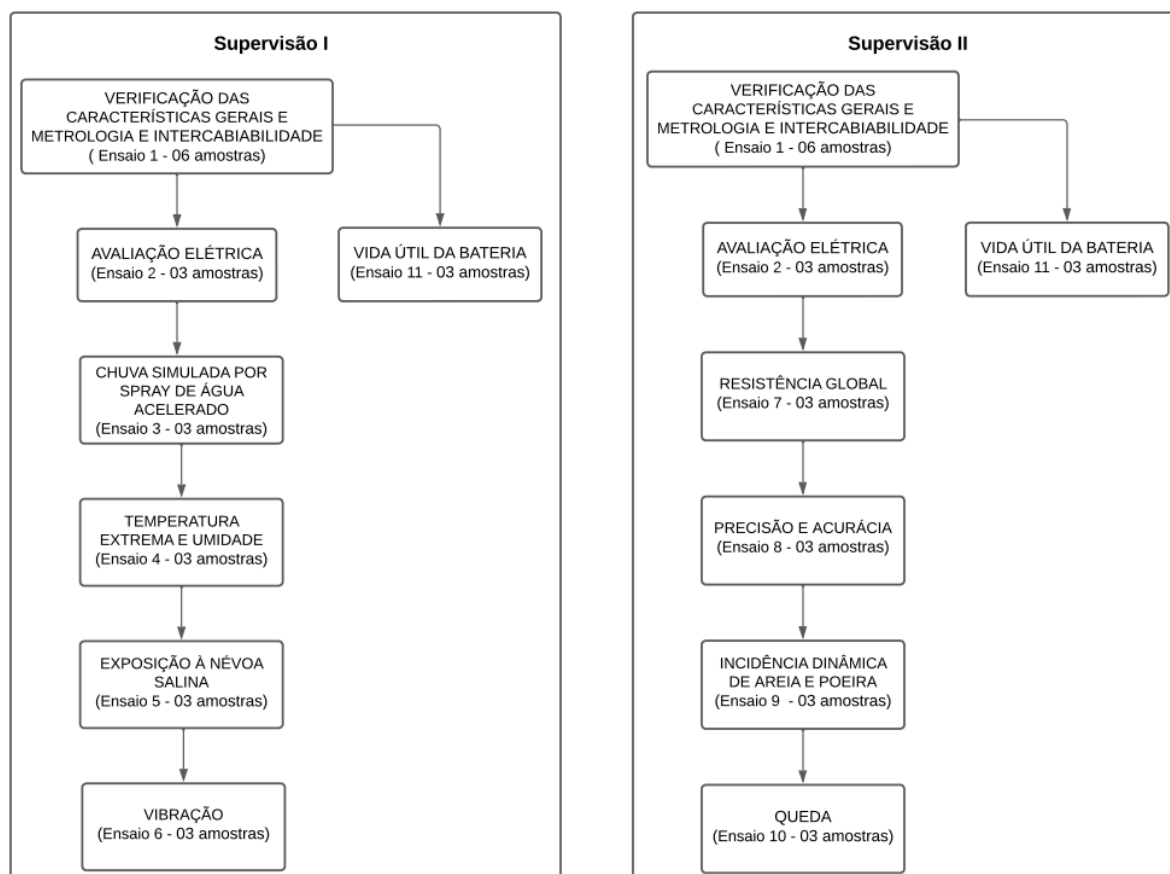 Supervisão I
VERIFICAÇÃO DAS
CARACTERÍSTICAS GERAIS E
METROLOGIA E INTERCABIABILIDADE
( Ensaio 1 - 06 amostras)
AVALIAÇÃO ELÉTRICA
(Ensaio 2 - 03 amostras)
VIDA ÚTIL DA BATERIA
(Ensaio 11 - 03 amostras)
CHUVA SIMULADA POR
SPRAY DE ÁGUA
ACELERADO
(Ensaio 3 - 03 amostras)
TEMPERATURA
EXTREMA E UMIDADE
(Ensaio 4 - 03 amostras)
EXPOSIÇÃO À NÉVOA
SALINA
(Ensaio 5 - 03 amostras)
VIBRAÇÃO
(Ensaio 6 - 03 amostras)
Supervisão II
VERIFICAÇÃO DAS
CARACTERÍSTICAS GERAIS E
METROLOGIA E INTERCABIABILIDADE
( Ensaio 1 - 06 amostras)
AVALIAÇÃO ELÉTRICA
(Ensaio 2 - 03 amostras)
VIDA ÚTIL DA BATERIA
(Ensaio 11 - 03 amostras)
RESISTÊNCIA GLOBAL
(Ensaio 7 - 03 amostras)
PRECISÃO E ACURÁCIA
(Ensaio 8 - 03 amostras)
INCIDÊNCIA DINÂMICA
DE AREIA E POEIRA
(Ensaio 9 - 03 amostras)
QUEDA
(Ensaio 10 - 03 amostras)